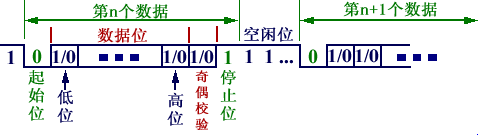 第n个数据
第n+1个数据
数据位
空闲位
1 0 1/0 1/0 1/0 1 1 1 ... 0 1/0 1/0
起始位
低位
高位
奇偶校验
停止位